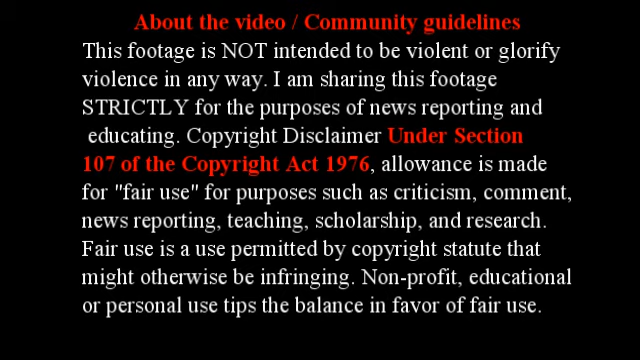 About the video / Community guidelines
This footage is NOT intended to be violent or glorify
violence in any way. I am sharing this footage
STRICTLY for the purposes of news reporting and
educating. Copyright Disclaimer Under Section
107 of the Copyright Act 1976, allowance is made
for "fair use" for purposes such as criticism, comment,
news reporting, teaching, scholarship, and research.
Fair use is a use permitted by copyright statute that
might otherwise be infringing. Non-profit, educational
or personal use tips the balance in favor of fair use.